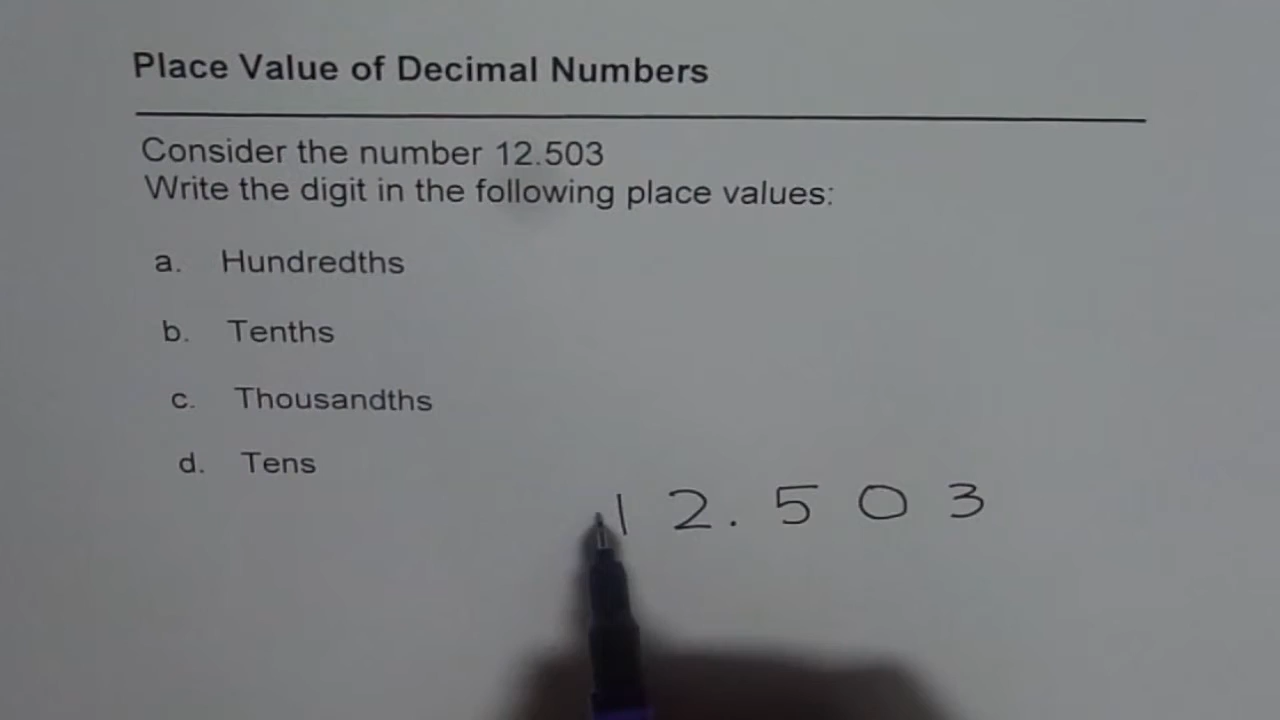 Place Value of Decimal Numbers
Consider the number 12.503
Write the digit in the following place values:
a. Hundredths
b. Tenths
c. Thousandths
d. Tens
12.503